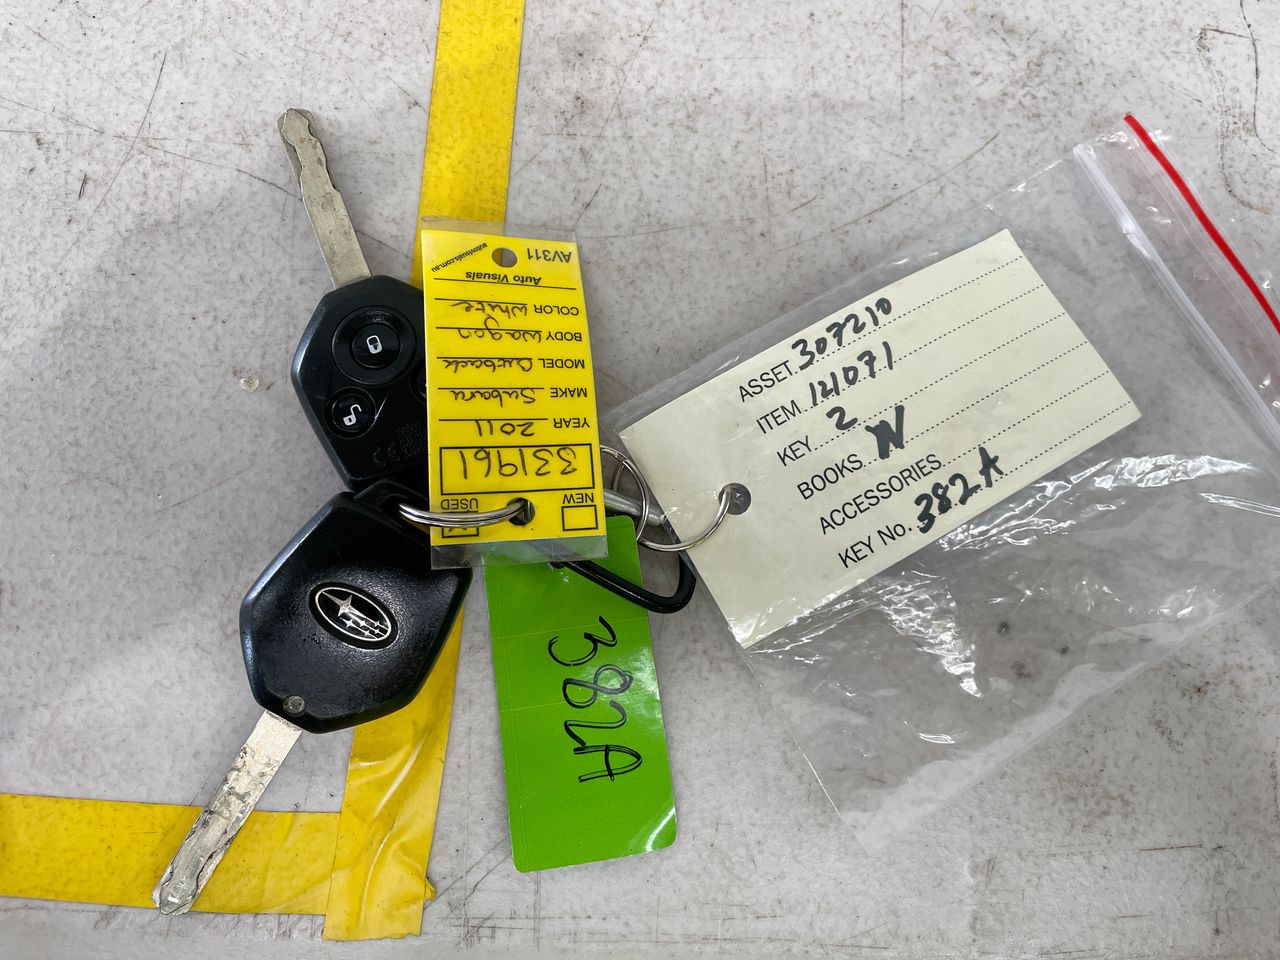 AV311
autovisuals.com.au
Auto Visuals
COLOR White
BODY Wagon
MODEL Outback
MAKE Subaru
YEAR 2011
331961
NEW
USED
ASSET 307210
ITEM 121071
KEY 2
BOOKS N
ACCESSORIES
KEY No. 382A
382A
CE